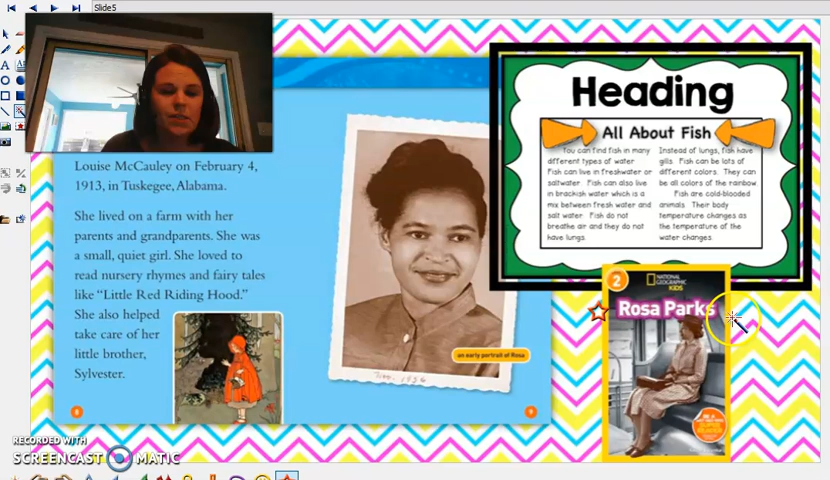 Slide5
Louise McCauley on February 4,
1913, in Tuskegee, Alabama.
She lived on a farm with her
parents and grandparents. She was
a small, quiet girl. She loved to
read nursery rhymes and fairy tales
like “Little Red Riding Hood.”
She also helped
take care of her
little brother,
Sylvester.
8
an early portrait of Rosa
9
Heading
All About Fish
You can find fish in many
different types of water
Fish can live in freshwater or
saltwater Fish can also live
in brackish water which is a
mix between fresh water and
salt water Fish do not
breathe air and they do not
have lungs
Instead of lungs, fish have
gills Fish can be lots of
different colors They can
be all colors of the rainbow
Fish are cold-blooded
animals Their body
temperature changes as
the temperature of the
water changes
2
NATIONAL
GEOGRAPHIC
KIDS
Rosa Parks
RECORDED WITH
SCREENCAST MATIC